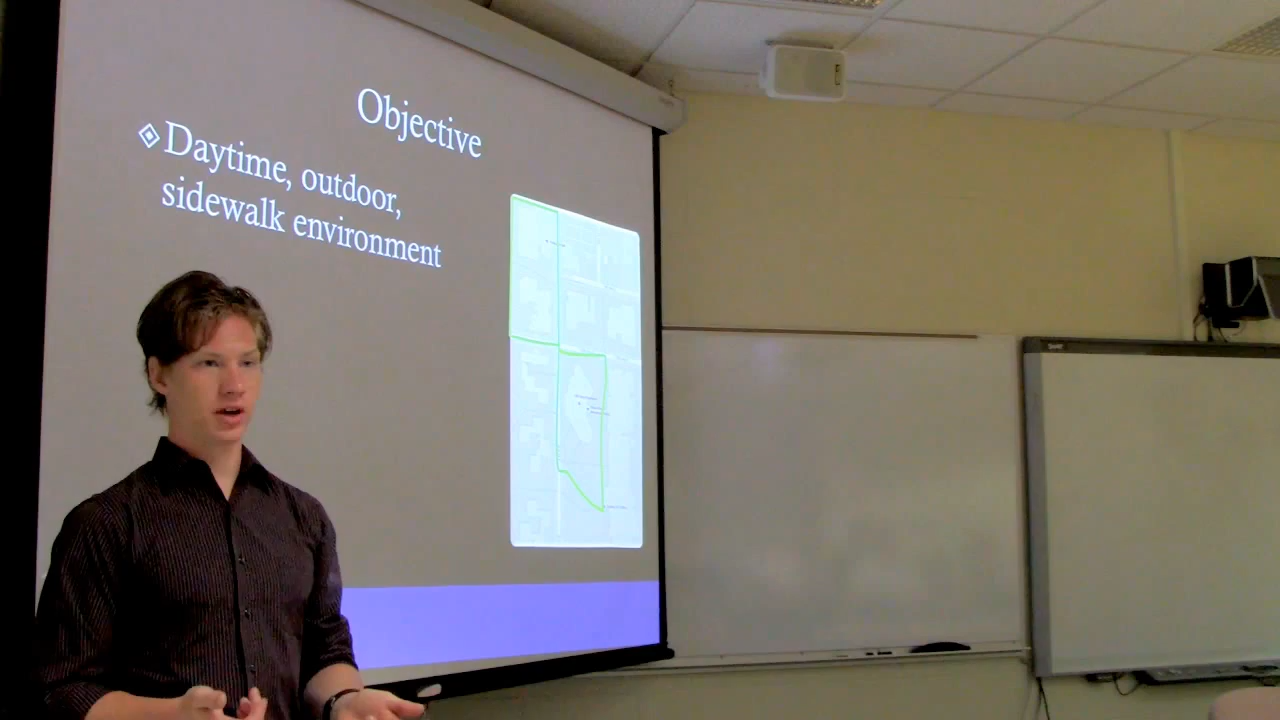 Objective
Daytime, outdoor,
sidewalk environment